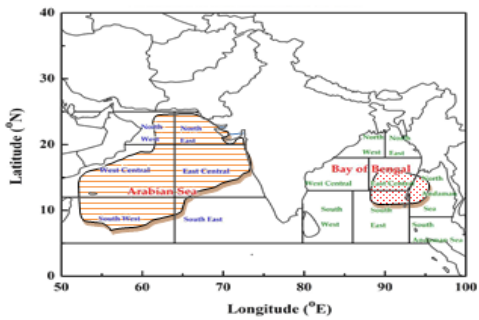 40
30
20
10
0
Latitude (°N)
North
West
North
East
West Central
East Central
Arabian Sea
South West
South East
North
West
North
East
Bay of Bengal
West Central
East Central
North
Andaman
Sea
South
West
South
East
South
Andaman Sea
50
60
70
80
90
100
Longitude (°E)